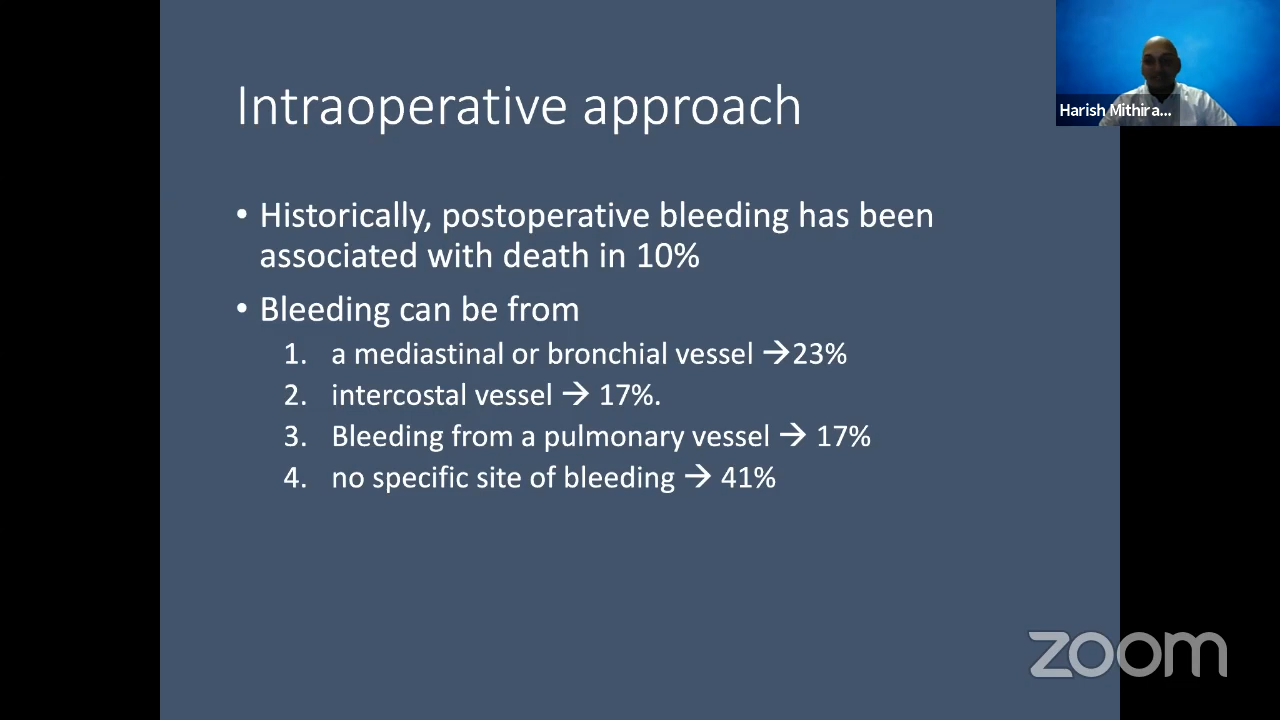 Intraoperative approach
Harish Mithira...
• Historically, postoperative bleeding has been
associated with death in 10%
• Bleeding can be from
1. a mediastinal or bronchial vessel →23%
2. intercostal vessel → 17%.
3. Bleeding from a pulmonary vessel → 17%
4. no specific site of bleeding → 41%
zoom